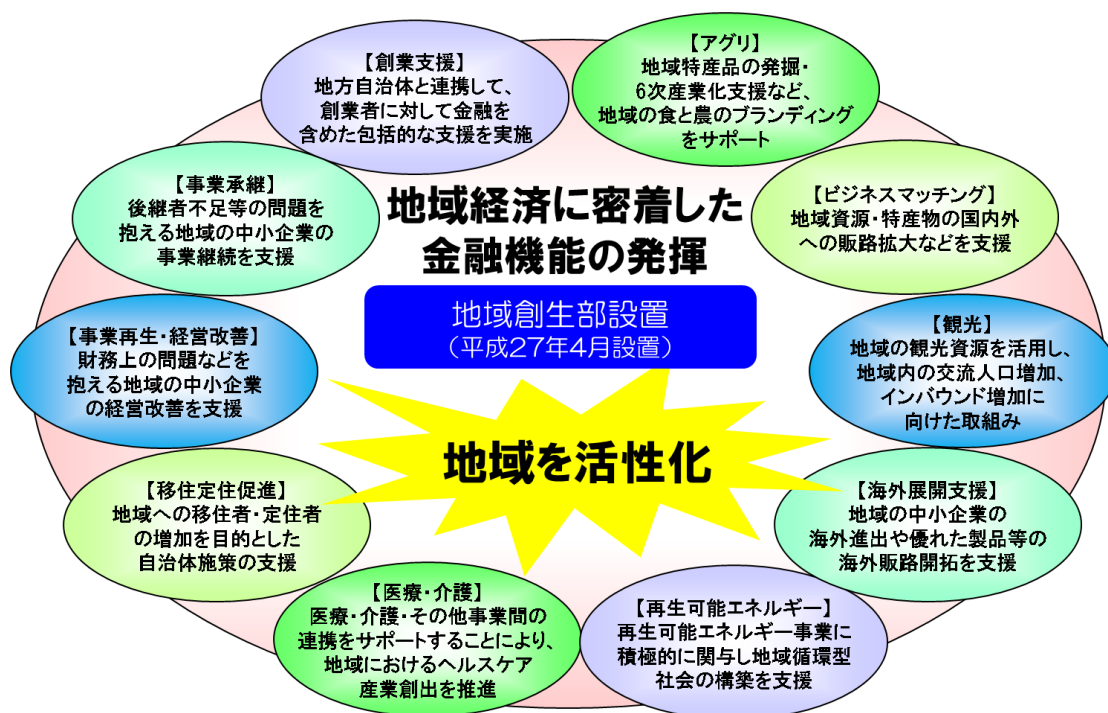 【創業支援】
地方自治体と連携して、
創業者に対して金融を
含めた包括的な支援を実施
【アグリ】
地域特産品の発掘・
6次産業化支援など、
地域の食と農のブランディング
をサポート
【事業承継】
後継者不足等の問題を
抱える地域の中小企業の
事業継続を支援
地域経済に密着した
金融機能の発揮
【ビジネスマッチング】
地域資源・特産物の国内外
への販路拡大などを支援
地域創生部設置
（平成27年4月設置）
【事業再生・経営改善】
財務上の問題などを
抱える地域の中小企業
の経営改善を支援
【観光】
地域の観光資源を活用し、
地域内の交流人口増加、
インバウンド増加に
向けた取組み
地域を活性化
【移住定住促進】
地域への移住者・定住者
の増加を目的とした
自治体施策の支援
【海外展開支援】
地域の中小企業の
海外進出や優れた製品等の
海外販路開拓を支援
【医療・介護】
医療・介護・その他事業間の
連携をサポートすることにより、
地域におけるヘルスケア
産業創出を推進
【再生可能エネルギー】
再生可能エネルギー事業に
積極的に関与し地域循環型
社会の構築を支援